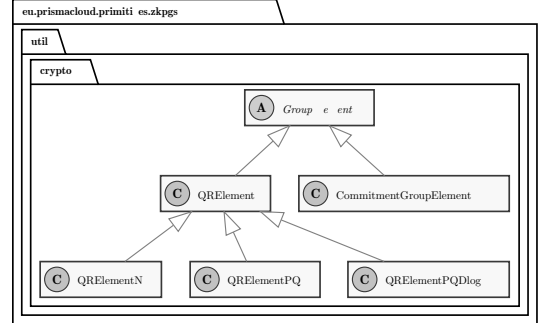 eu.prismacloud.primiti es.zkpgs
util
crypto
A Group e ent
C QRElement
C CommitmentGroupElement
C QRElementN
C QRElementPQ
C QRElementPQDlog